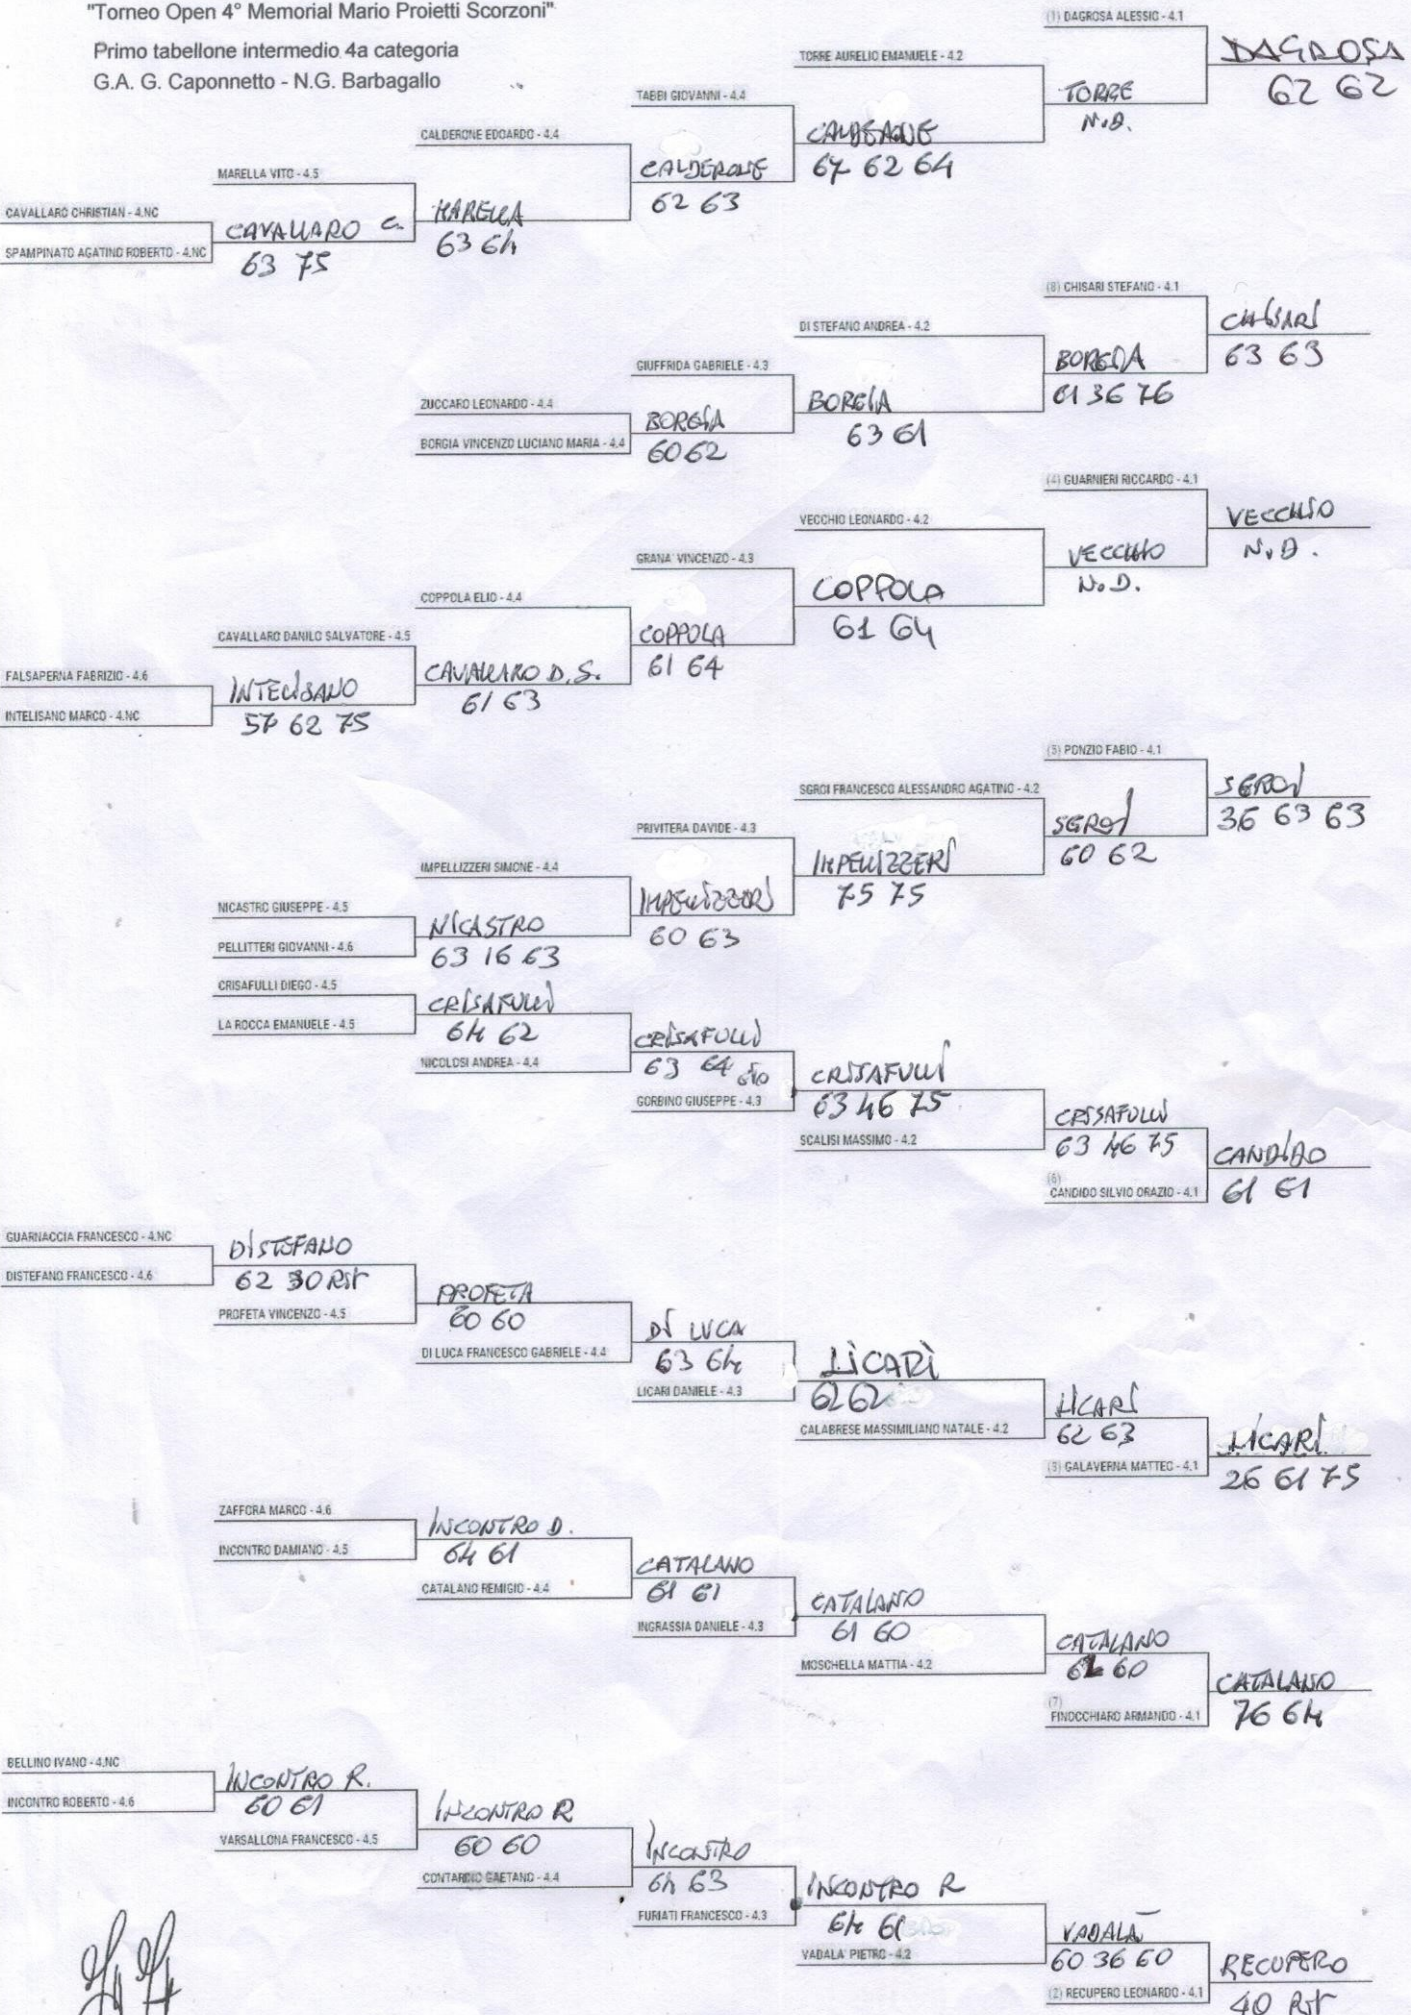 "Torneo Open 4° Memorial Mario Proietti Scorzoni"
Primo tabellone intermedio 4a categoria
G.A. G. Caponnetto - N.G. Barbagallo
(1) DAGROSA ALESSIO - 4.1
DAGROSA
62 62
TORRE AURELIO EMANUELE - 4.2
TORRE
N.D.
TABBI GIOVANNI - 4.4
CALDERONE
67 62 64
CALDERONE EDOARDO - 4.4
CALDERONE
62 63
MARELLA VITO - 4.5
MARELLA
63 64
CAVALLARO CHRISTIAN - 4.NC
CAVALLARO C.
63 75
SPAMPINATO AGATINO ROBERTO - 4.NC
(8) CHISARI STEFANO - 4.1
CHISARI
63 63
DI STEFANO ANDREA - 4.2
BORGIA
61 36 76
GIUFFRIDA GABRIELE - 4.3
BORGIA
63 61
ZUCCARO LEONARDO - 4.4
BORGIA
60 62
BORGIA VINCENZO LUCIANO MARIA - 4.4
(4) GUARNIERI RICCARDO - 4.1
VECCHIO
N.D.
VECCHIO LEONARDO - 4.2
VECCHIO
N.D.
GRANA' VINCENZO - 4.3
COPPOLA
61 64
COPPOLA ELIO - 4.4
COPPOLA
61 64
CAVALLARO DANILO SALVATORE - 4.5
CAVALLARO D.S.
61 63
FALSAPERNA FABRIZIO - 4.6
INTELISANO
57 62 75
INTELISANO MARCO - 4.NC
(5) PONZIO FABIO - 4.1
SGROI
36 63 63
SGROI FRANCESCO ALESSANDRO AGATINO - 4.2
SGROI
60 62
PRIVITERA DAVIDE - 4.3
IMPELLIZZERI
75 75
IMPELLIZZERI SIMONE - 4.4
IMPELLIZZERI
60 63
NICASTRO GIUSEPPE - 4.5
NICASTRO
63 16 63
PELLITTERI GIOVANNI - 4.6
CRISAFULLI DIEGO - 4.5
CRISAFULLI
64 62
LA ROCCA EMANUELE - 4.5
CRISAFULLI
63 64
NICOLOSI ANDREA - 4.4
CRISAFULLI
63 46 75
GORBINO GIUSEPPE - 4.3
CRISAFULLI
63 46 75
SCALISI MASSIMO - 4.2
CANDIDO
61 61
(6)
CANDIDO SILVIO ORAZIO - 4.1
GUARNACCIA FRANCESCO - 4.NC
DISTEFANO
62 30 Rit
DISTEFANO FRANCESCO - 4.6
PROFETA
60 60
PROFETA VINCENZO - 4.5
DI LUCA
63 64
DI LUCA FRANCESCO GABRIELE - 4.4
LICARI
62 62
LICARI DANIELE - 4.3
LICARI
62 63
CALABRESE MASSIMILIANO NATALE - 4.2
LICARI
26 61 75
(3) GALAVERNA MATTEO - 4.1
ZAFFORA MARCO - 4.6
INCONTRO D.
64 61
INCONTRO DAMIANO - 4.5
CATALANO
61 61
CATALANO REMIGIO - 4.4
CATALANO
61 60
INGRASSIA DANIELE - 4.3
CATALANO
60
MOSCHELLA MATTIA - 4.2
CATALANO
76 64
(7)
FINOCCHIARO ARMANDO - 4.1
BELLINO IVANO - 4.NC
INCONTRO R.
60 61
INCONTRO ROBERTO - 4.6
INCONTRO R
60 60
VARSALLONA FRANCESCO - 4.5
INCONTRO
64 63
CONTARINO GAETANO - 4.4
INCONTRO R
64 61
FURIATI FRANCESCO - 4.3
VADALA
60 36 60
VADALA' PIETRO - 4.2
RECUPERO
40 Rit
(2) RECUPERO LEONARDO - 4.1